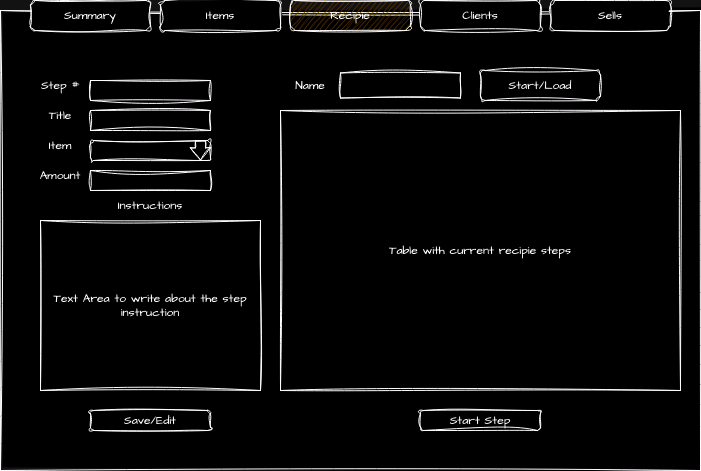 Summary
Items
Recipie
Clients
Sells
Step #
Title
Item
Amount
Instructions
Text Area to write about the step
instruction
Save/Edit
Name
Start/Load
Table with current recipie steps
Start Step